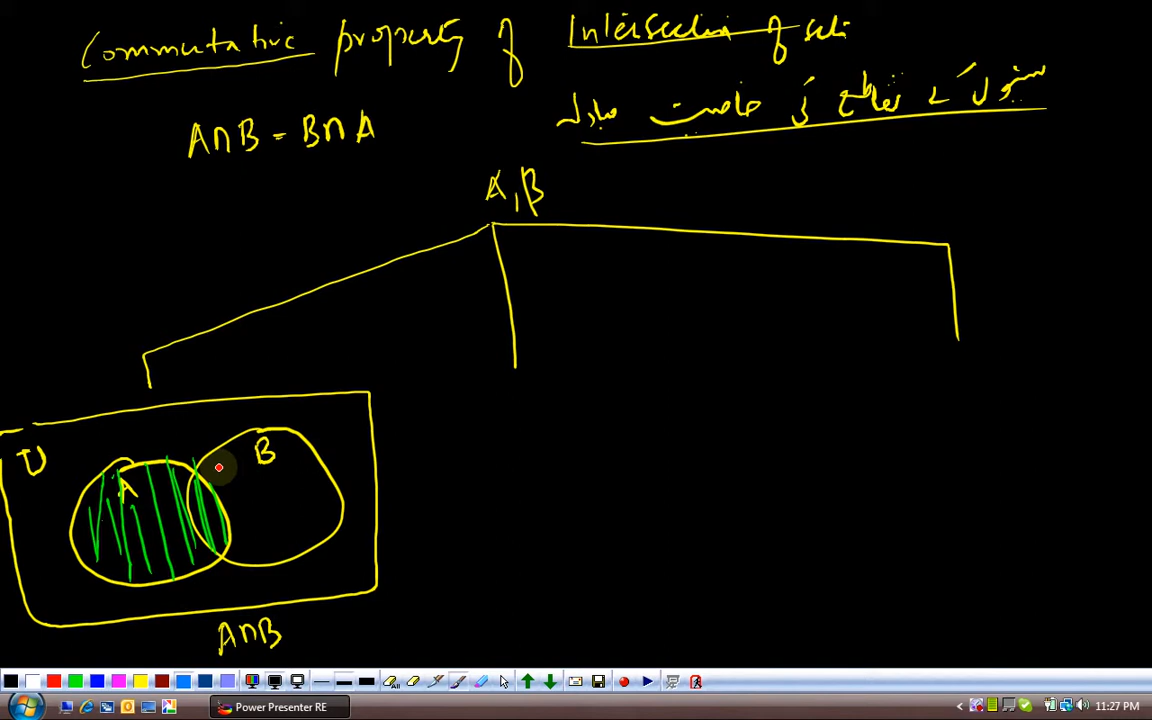 Commutative property of Intersection of sets
سیٹوں کے تقاطع کی خاصیت مبادلہ
A∩B = B∩A
A, B
U
B
A
A∩B
Power Presenter RE
11:27 PM